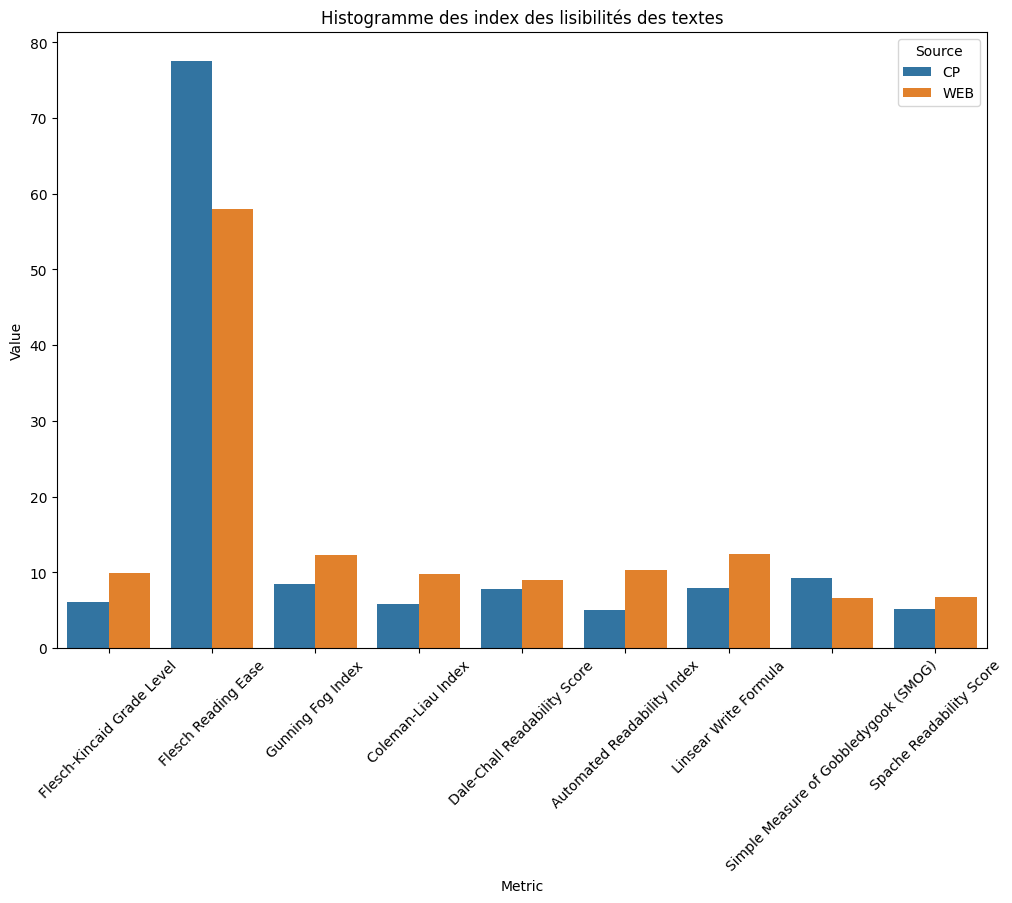 Histogramme des index des lisibilités des textes
Source
CP
WEB
80
70
60
50
40
30
20
10
0
Value
Flesch-Kincaid Grade Level
Flesch Reading Ease
Gunning Fog Index
Coleman-Liau Index
Dale-Chall Readability Score
Automated Readability Index
Linsear Write Formula
Simple Measure of Gobbledygook (SMOG)
Spache Readability Score
Metric